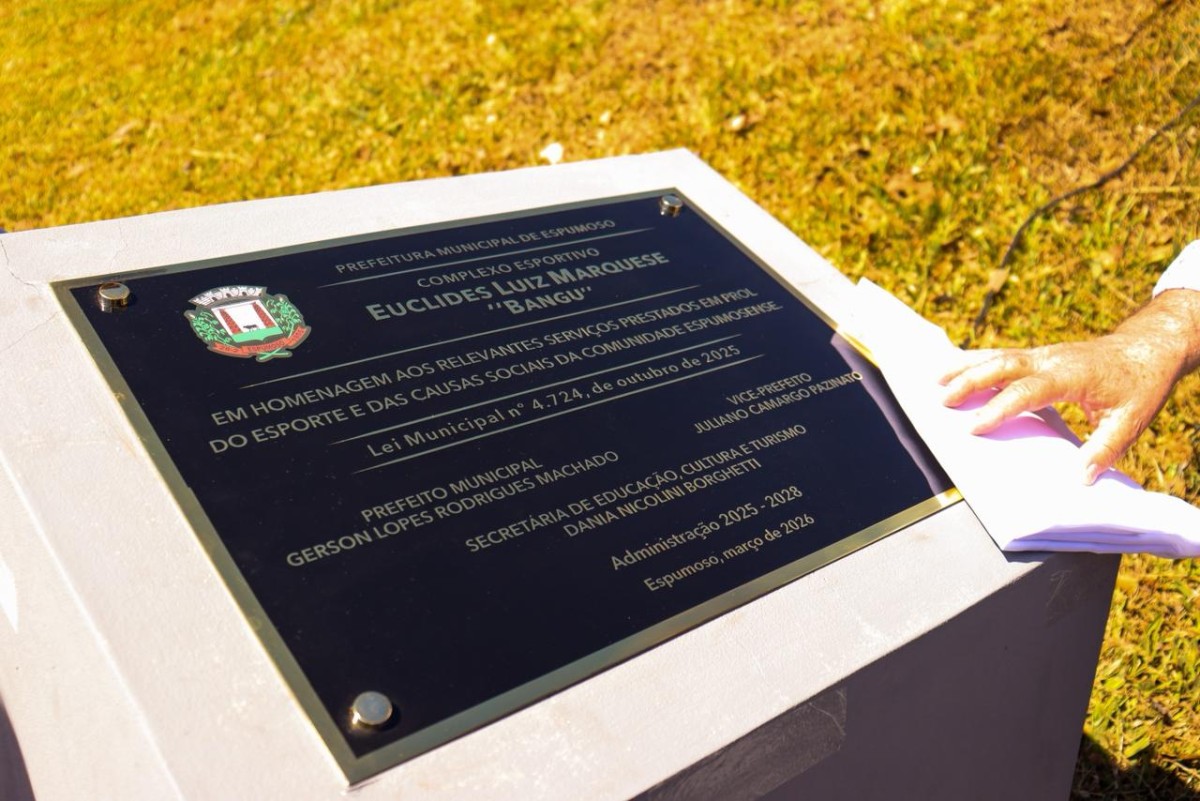 PREFEITURA MUNICIPAL DE ESPUMOSO
COMPLEXO ESPORTIVO
EUCLIDES LUIZ MARQUESE
"BANGU"
EM HOMENAGEM AOS RELEVANTES SERVIÇOS PRESTADOS EM PROL
DO ESPORTE E DAS CAUSAS SOCIAIS DA COMUNIDADE ESPUMOSENSE.
Lei Municipal nº 4.724, de outubro de 2025
PREFEITO MUNICIPAL
GERSON LOPES RODRIGUES MACHADO
VICE-PREFEITO
JULIANO CAMARGO PAZINATO
SECRETÁRIA DE EDUCAÇÃO, CULTURA E TURISMO
DANIA NICOLINI BORGHETTI
Administração 2025 - 2028
Espumoso, março de 2026